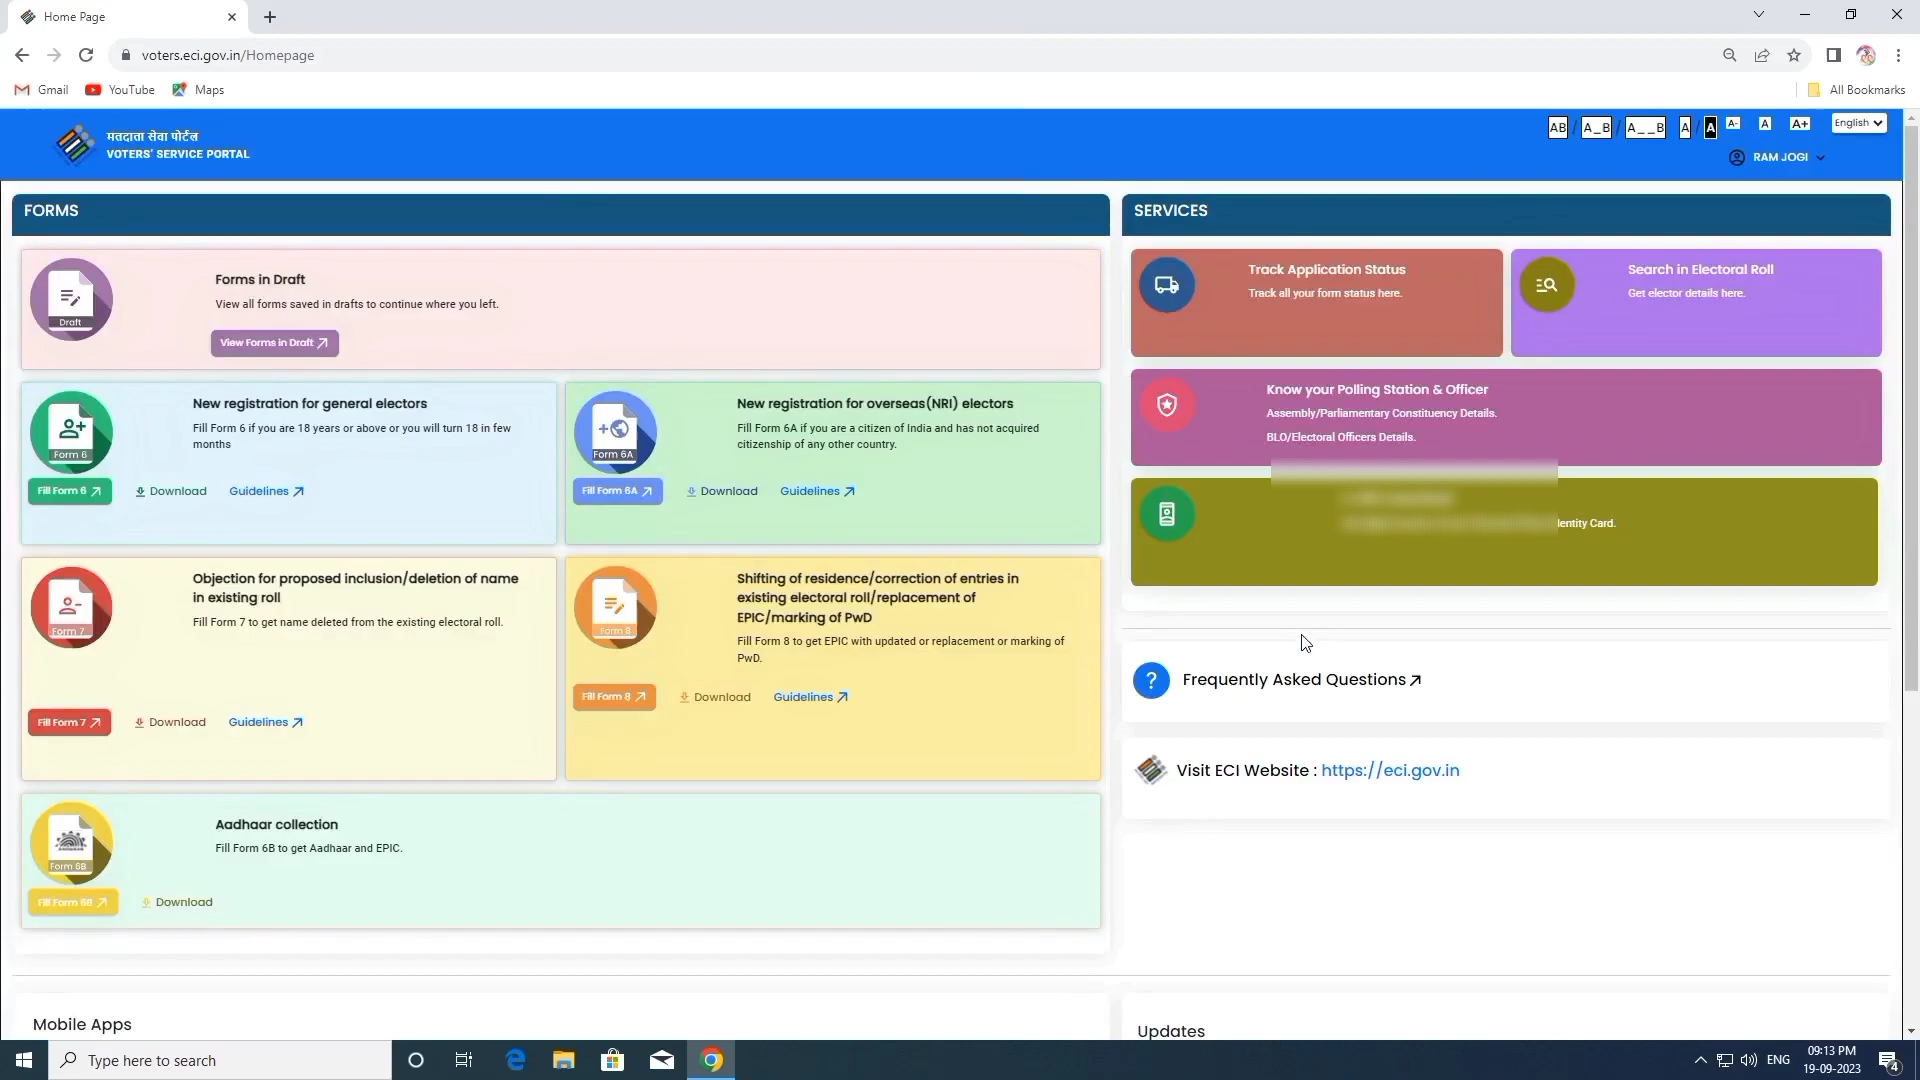 Home Page
voters.eci.gov.in/Homepage
Gmail
YouTube
Maps
All Bookmarks
मतदाता सेवा पोर्टल
VOTERS' SERVICE PORTAL
AB / A_B / A__B A / A A- A A+ English
RAM JOGI
FORMS
Forms in Draft
View all forms saved in drafts to continue where you left.
Draft
View Forms in Draft
New registration for general electors
Fill Form 6 if you are 18 years or above or you will turn 18 in few
months
Form 6
Fill Form 6
Download
Guidelines
New registration for overseas(NRI) electors
Fill Form 6A if you are a citizen of India and has not acquired
citizenship of any other country.
Form 6A
Fill Form 6A
Download
Guidelines
Objection for proposed inclusion/deletion of name
in existing roll
Fill Form 7 to get name deleted from the existing electoral roll.
Form 7
Fill Form 7
Download
Guidelines
Shifting of residence/correction of entries in
existing electoral roll/replacement of
EPIC/marking of PwD
Fill Form 8 to get EPIC with updated or replacement or marking of
PwD.
Form 8
Fill Form 8
Download
Guidelines
Aadhaar collection
Fill Form 6B to get Aadhaar and EPIC.
Form 6B
Fill Form 6B
Download
SERVICES
Track Application Status
Track all your form status here.
Search in Electoral Roll
Get elector details here.
Know your Polling Station & Officer
Assembly/Parliamentary Constituency Details.
BLO/Electoral Officers Details.
Card.
Frequently Asked Questions
Visit ECI Website : https://eci.gov.in
Mobile Apps
Updates
Type here to search
ENG
09:13 PM
19-09-2023
4